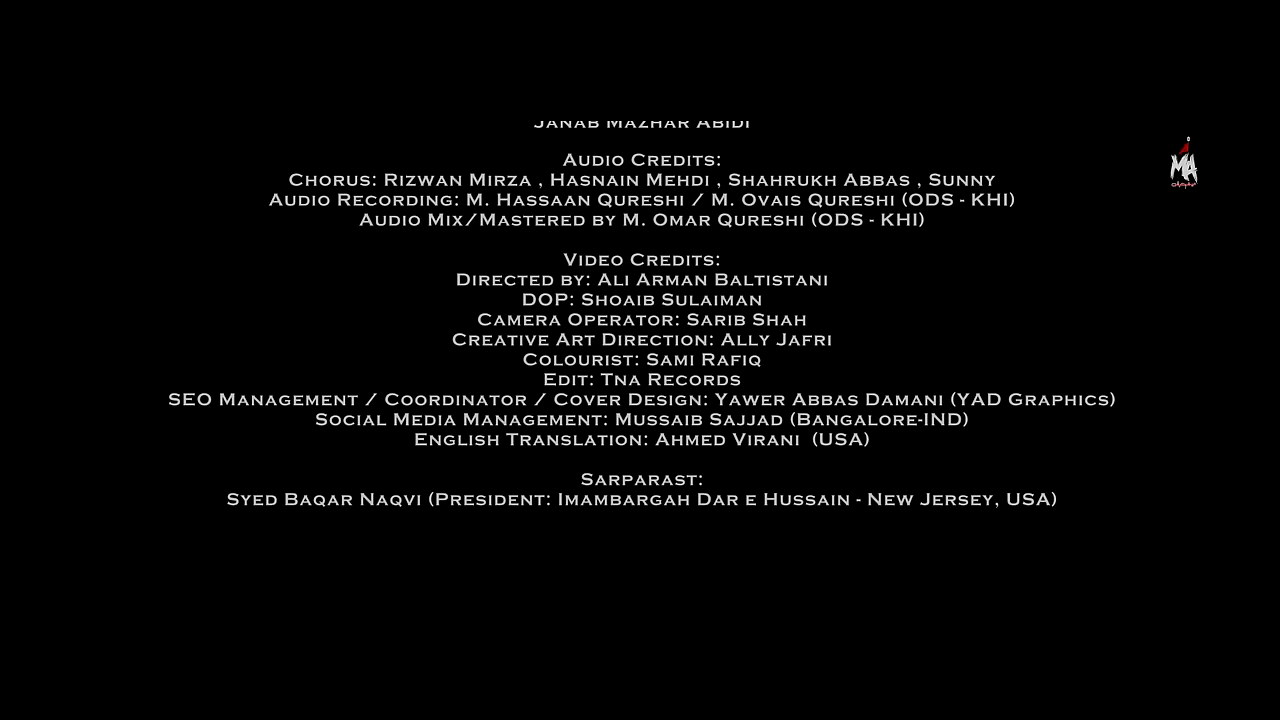 Janab Mazhar Abidi
Audio Credits:
Chorus: Rizwan Mirza , Hasnain Mehdi , Shahrukh Abbas , Sunny
Audio Recording: M. Hassaan Qureshi / M. Ovais Qureshi (ODS - KHI)
Audio Mix/Mastered by M. Omar Qureshi (ODS - KHI)
Video Credits:
Directed by: Ali Arman Baltistani
DOP: Shoaib Sulaiman
Camera Operator: Sarib Shah
Creative Art Direction: Ally Jafri
Colourist: Sami Rafiq
Edit: Tna Records
SEO Management / Coordinator / Cover Design: Yawer Abbas Damani (YAD Graphics)
Social Media Management: Mussaib Sajjad (Bangalore-IND)
English Translation: Ahmed Virani (USA)
Sarparast:
Syed Baqar Naqvi (President: Imambargah Dar e Hussain - New Jersey, USA)
MA